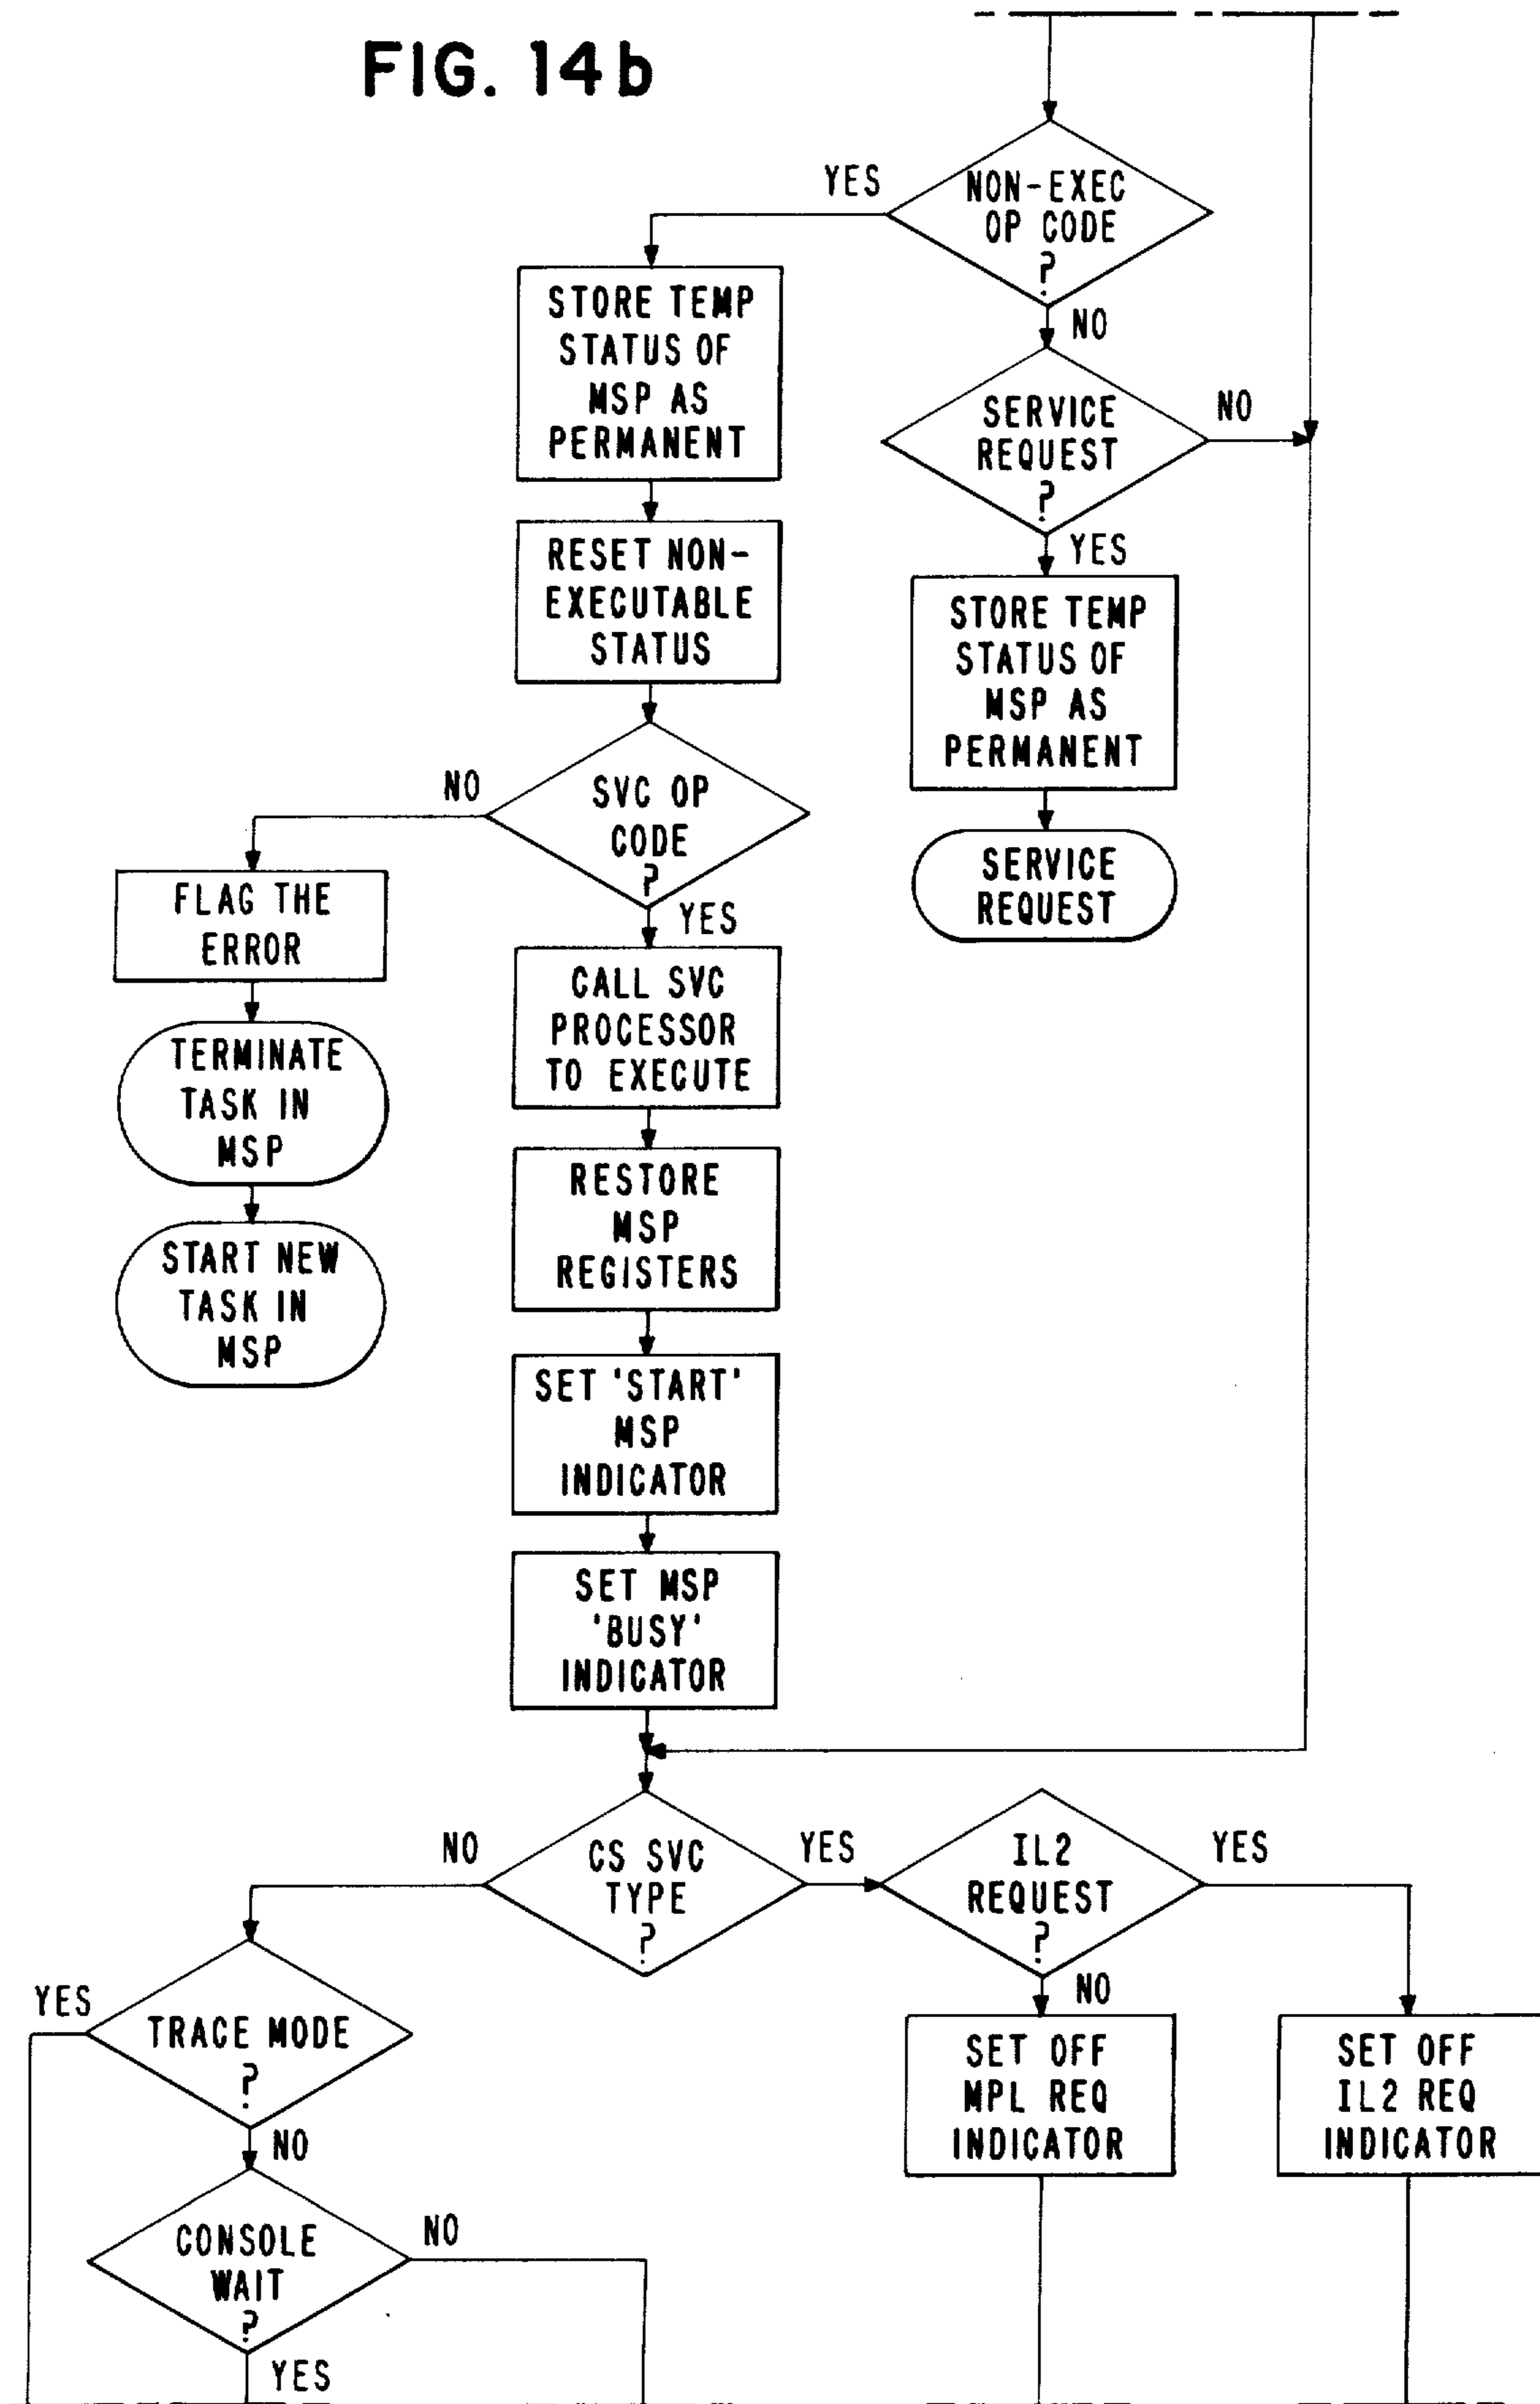 FIG. 14b
YES
NON-EXEC
OP CODE
?
NO
STORE TEMP
STATUS OF
MSP AS
PERMANENT
SERVICE
REQUEST
?
NO
YES
RESET NON-
EXECUTABLE
STATUS
STORE TEMP
STATUS OF
MSP AS
PERMANENT
NO
SVC OP
CODE
?
YES
SERVICE
REQUEST
FLAG THE
ERROR
CALL SVC
PROCESSOR
TO EXECUTE
TERMINATE
TASK IN
MSP
RESTORE
MSP
REGISTERS
START NEW
TASK IN
MSP
SET 'START'
MSP
INDICATOR
SET MSP
'BUSY'
INDICATOR
NO
CS SVC
TYPE
?
YES
IL2
REQUEST
?
YES
NO
YES
TRACE MODE
?
NO
SET OFF
MPL REQ
INDICATOR
SET OFF
IL2 REQ
INDICATOR
CONSOLE
WAIT
?
NO
YES